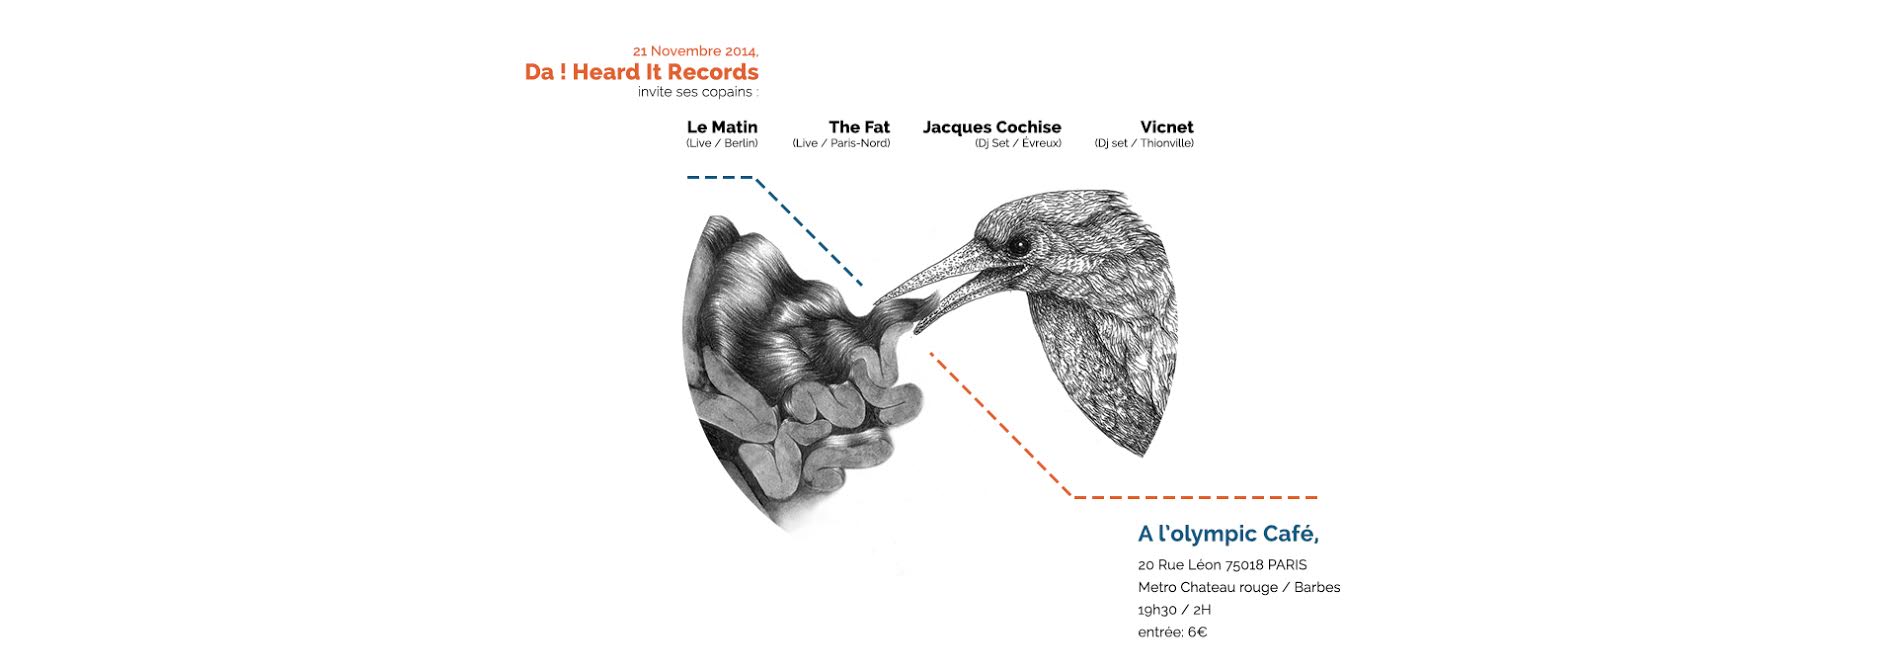 21 Novembre 2014,
Da ! Heard It Records
invite ses copains :
Le Matin
(Live / Berlin)
The Fat
(Live / Paris-Nord)
Jacques Cochise
(Dj Set / Évreux)
Vicnet
(Dj set / Thionville)
A l'olympic Café,
20 Rue Léon 75018 PARIS
Metro Chateau rouge / Barbes
19h30 / 2H
entrée: 6€